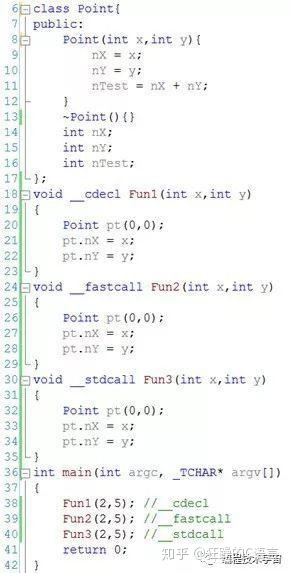 6 class Point{
7 public:
8     Point(int x,int y){
9         nX = x;
10         nY = y;
11         nTest = nX + nY;
12     }
13     ~Point(){}
14     int nX;
15     int nY;
16     int nTest;
17 };
18 void __cdecl Fun1(int x,int y)
19 {
20     Point pt(0,0);
21     pt.nX = x;
22     pt.nY = y;
23 }
24 void __fastcall Fun2(int x,int y)
25 {
26     Point pt(0,0);
27     pt.nX = x;
28     pt.nY = y;
29 }
30 void __stdcall Fun3(int x,int y)
31 {
32     Point pt(0,0);
33     pt.nX = x;
34     pt.nY = y;
35 }
36 int main(int argc, _TCHAR* argv[])
37 {
38     Fun1(2,5); //__cdecl
39     Fun2(2,5); //__fastcall
40     Fun3(2,5); //__stdcall
41     return 0;
42 }
知乎 @狂躁的C语言
编程技术宇宙